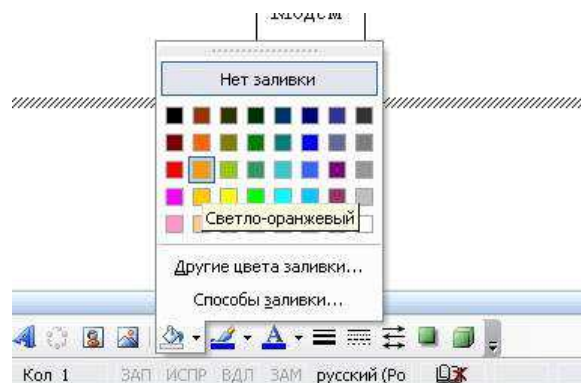 Модем
Нет заливки
Светло-оранжевый
Другие цвета заливки...
Способы заливки...
A
Кол 1 ЗАП ИСПР ВДЛ ЗАМ русский (Ро